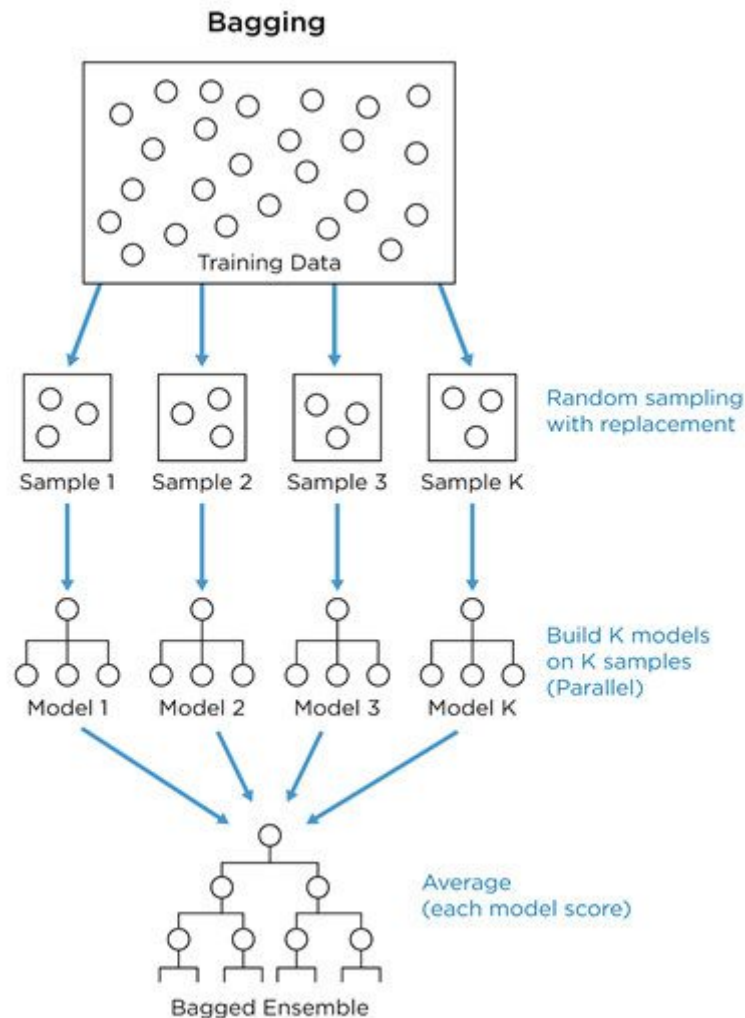 Bagging
Training Data
Random sampling
with replacement
Sample 1
Sample 2
Sample 3
Sample K
Build K models
on K samples
(Parallel)
Model 1
Model 2
Model 3
Model K
Average
(each model score)
Bagged Ensemble